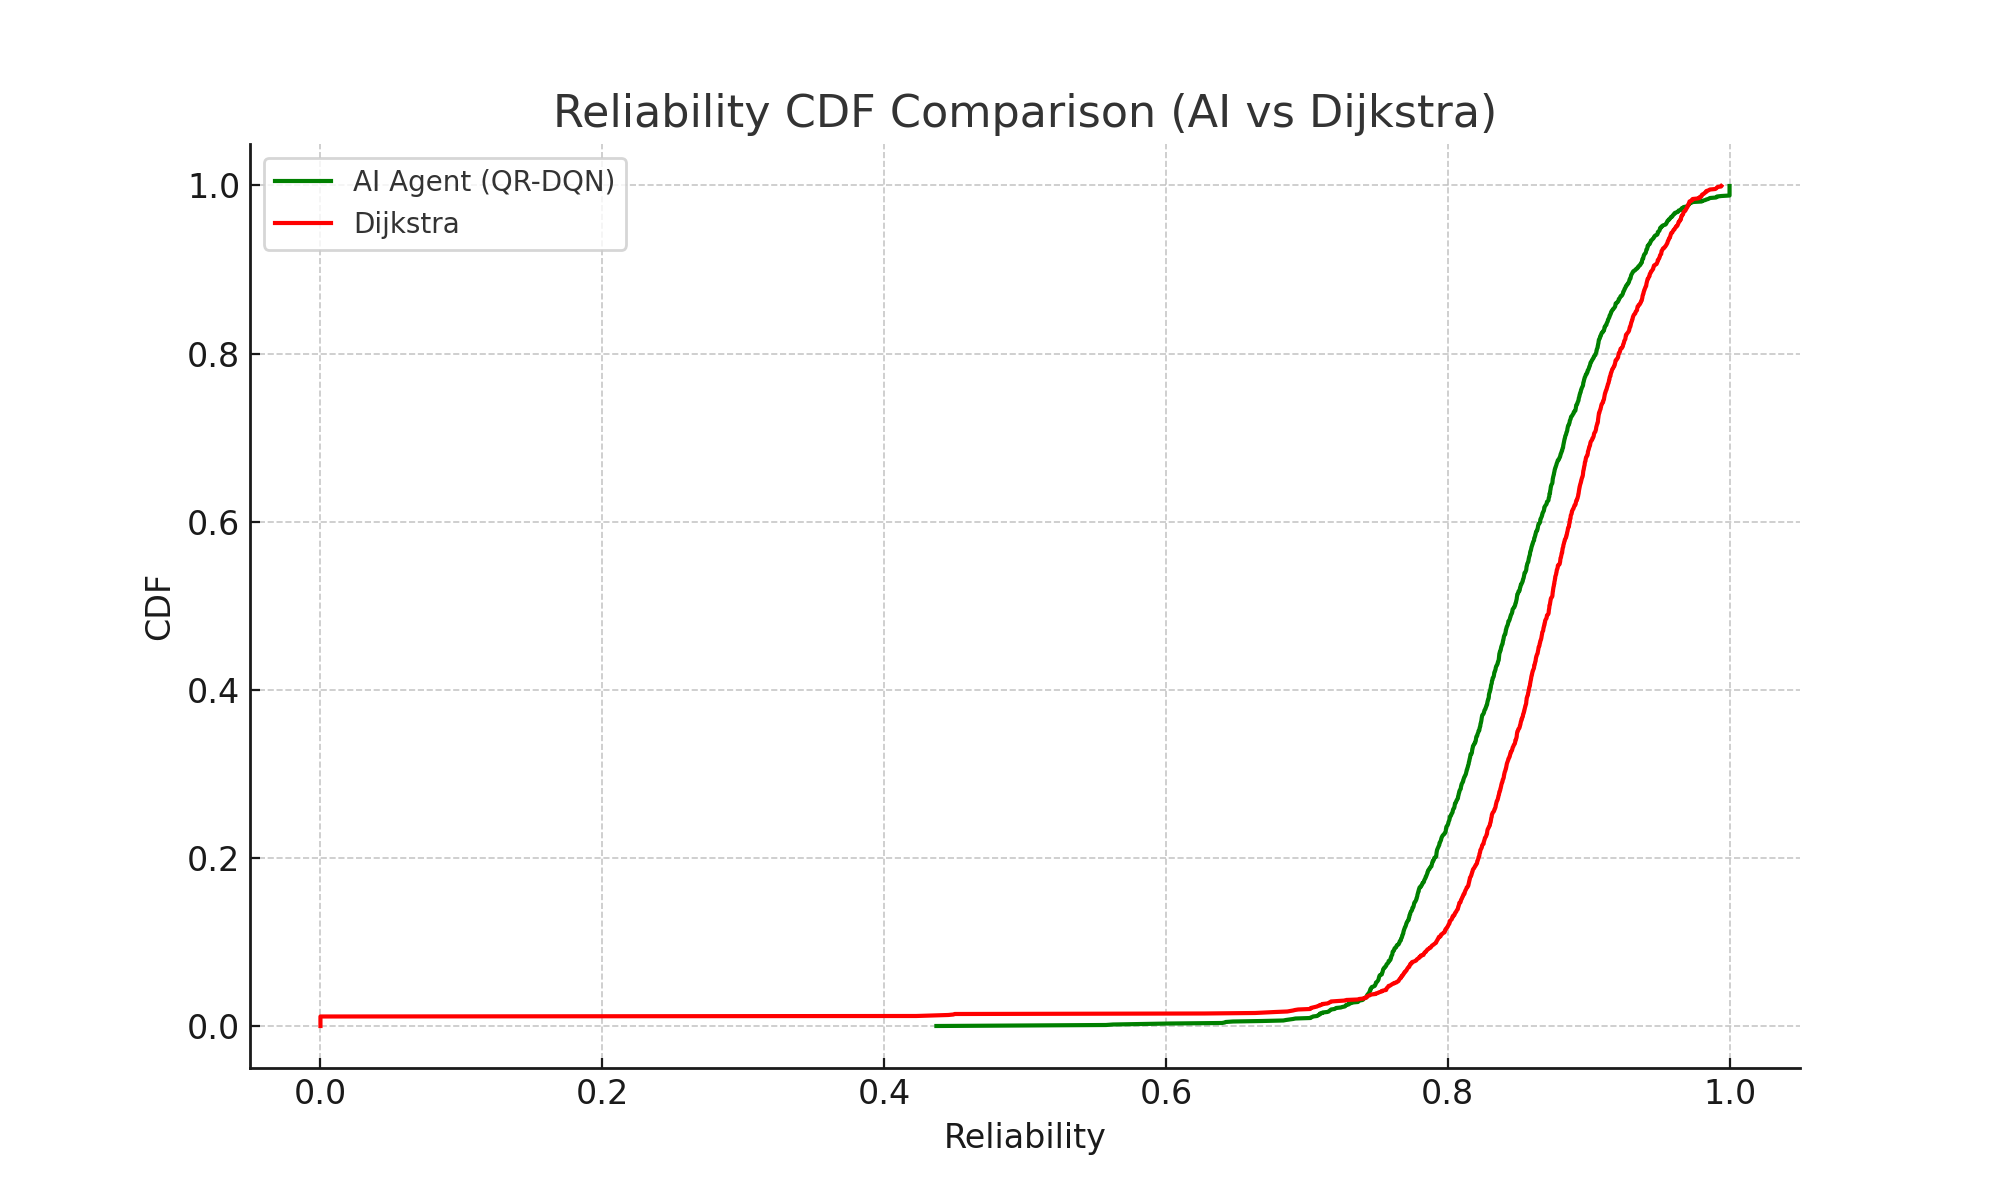 Reliability CDF Comparison (AI vs Dijkstra)
AI Agent (QR-DQN)
Dijkstra
1.0
0.8
0.6
0.4
0.2
0.0
CDF
0.0 0.2 0.4 0.6 0.8 1.0
Reliability